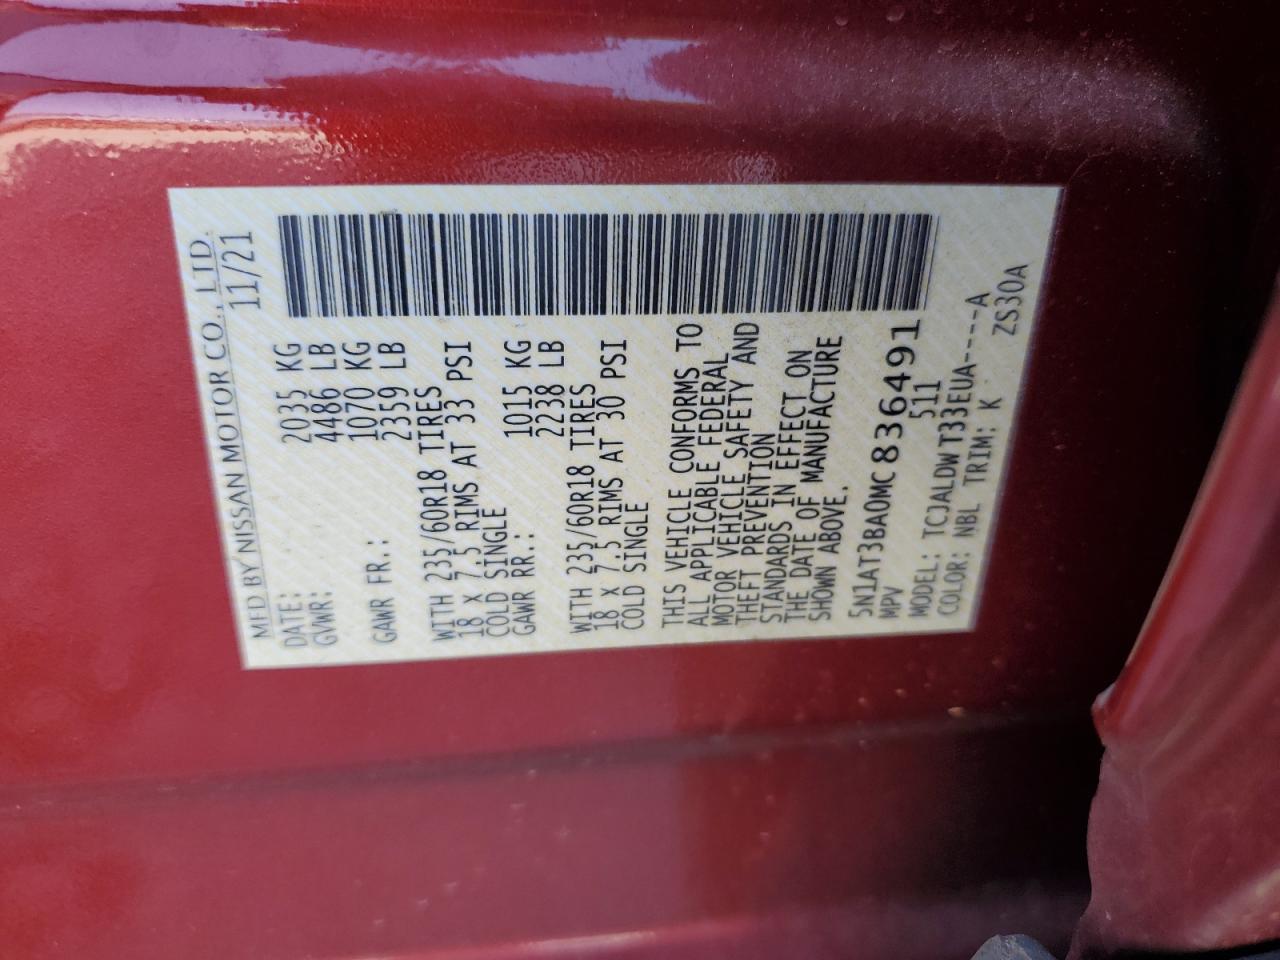 MFD BY NISSAN MOTOR CO., LTD.
DATE: 11/21
GVWR: 2035 KG
4486 LB
GAWR FR.: 1070 KG
2359 LB
WITH 235/60R18 TIRES
18 X 7.5 RIMS AT 33 PSI
COLD SINGLE
GAWR RR.: 1015 KG
2238 LB
WITH 235/60R18 TIRES
18 X 7.5 RIMS AT 30 PSI
COLD SINGLE
THIS VEHICLE CONFORMS TO
ALL APPLICABLE FEDERAL
MOTOR VEHICLE SAFETY AND
THEFT PREVENTION
STANDARDS IN EFFECT ON
THE DATE OF MANUFACTURE
SHOWN ABOVE.
5N1AT3BA0MC836491
MPV 511
MODEL: TCJALDWT33EUA-----A
COLOR: NBL TRIM: K ZS30A